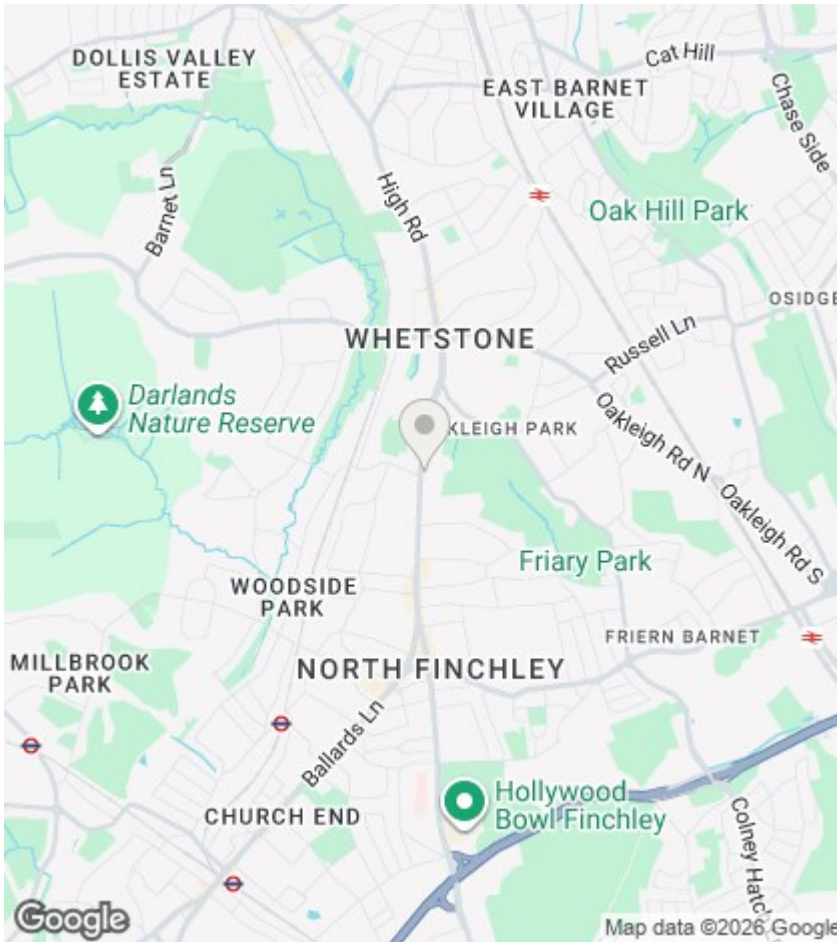 DOLLIS VALLEY
ESTATE
Cat Hill
EAST BARNET
VILLAGE
Chase Side
Barnet Ln
High Rd
Oak Hill Park
OSIDGE
WHETSTONE
Russell Ln
Darlands
Nature Reserve
KLEIGH PARK
Oakleigh Rd N
Oakleigh Rd S
Friary Park
WOODSIDE
PARK
FRIERN BARNET
MILLBROOK
PARK
NORTH FINCHLEY
Ballards Ln
Hollywood
Bowl Finchley
CHURCH END
Colney Hatch
Google
Map data ©2026 Google